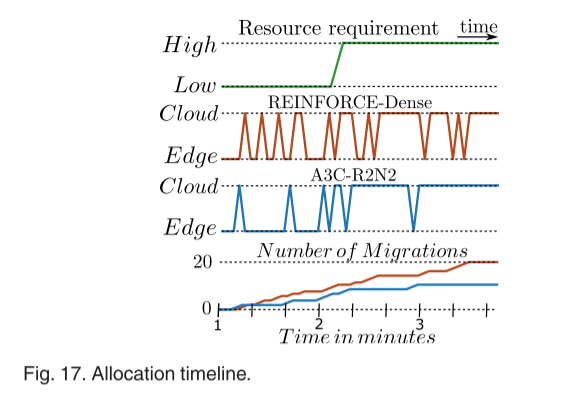 Resource requirement time
High
Low
REINFORCE-Dense
Cloud
Edge
A3C-R2N2
Cloud
Edge
Number of Migrations
20
0
1 2 3
Time in minutes
Fig. 17. Allocation timeline.